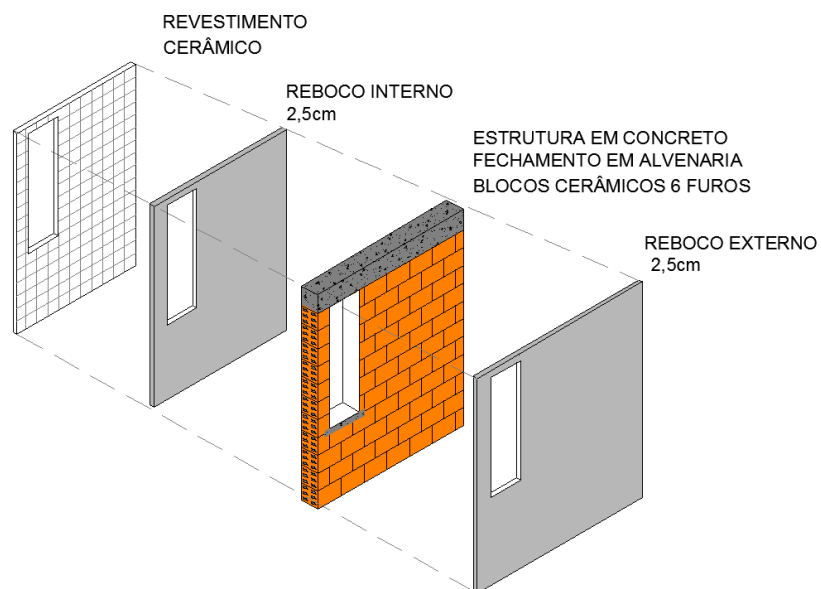 REVESTIMENTO
CERÂMICO
REBOCO INTERNO
2,5cm
ESTRUTURA EM CONCRETO
FECHAMENTO EM ALVENARIA
BLOCOS CERÂMICOS 6 FUROS
REBOCO EXTERNO
2,5cm